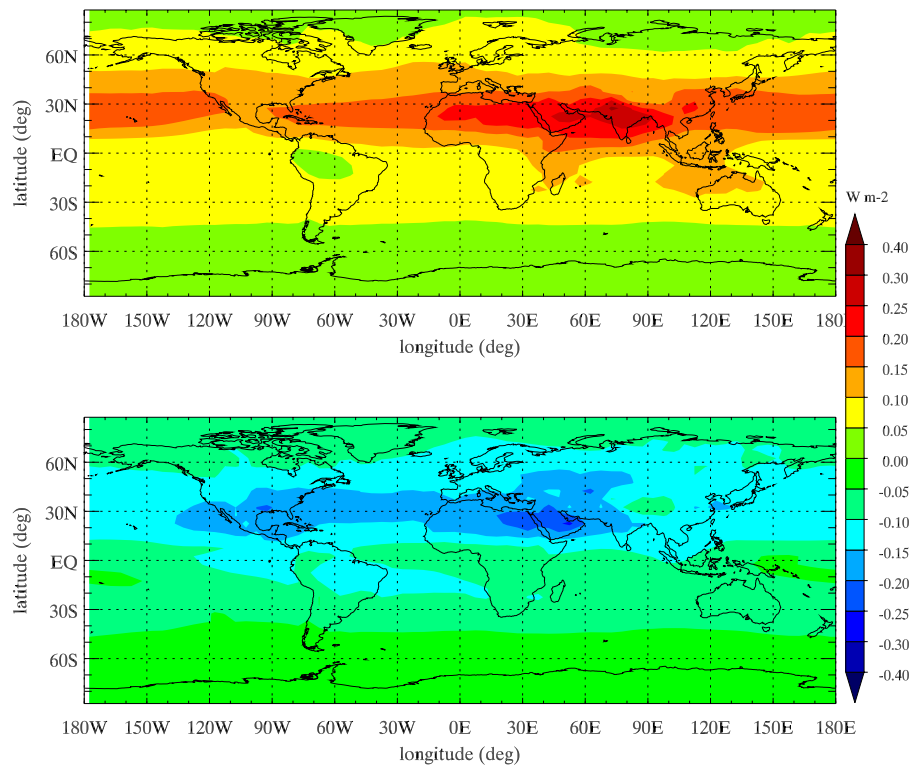 60N
30N
EQ
30S
60S
latitude (deg)
180W 150W 120W 90W 60W 30W 0E 30E 60E 90E 120E 150E 180E
longitude (deg)
W m-2
0.40
0.30
0.25
0.20
0.15
0.10
0.05
0.00
-0.05
-0.10
-0.15
-0.20
-0.25
-0.30
-0.40
60N
30N
EQ
30S
60S
latitude (deg)
180W 150W 120W 90W 60W 30W 0E 30E 60E 90E 120E 150E 180E
longitude (deg)